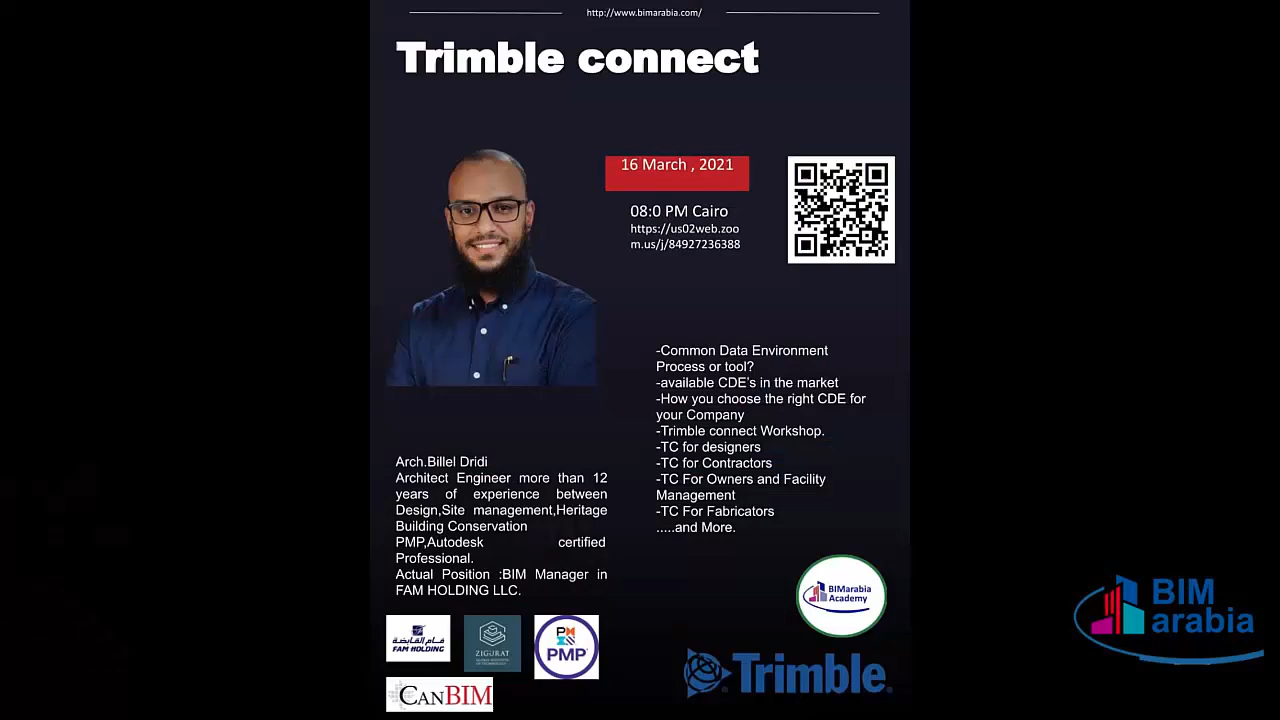 http://www.bimarabia.com/
Trimble connect
16 March , 2021
08:0 PM Cairo
https://us02web.zoo
m.us/j/84927236388
-Common Data Environment
Process or tool?
-available CDE's in the market
-How you choose the right CDE for
your Company
-Trimble connect Workshop.
-TC for designers
-TC for Contractors
-TC For Owners and Facility
Management
-TC For Fabricators
.....and More.
Arch.Billel Dridi
Architect Engineer more than 12
years of experience between
Design,Site management,Heritage
Building Conservation
PMP,Autodesk certified
Professional.
Actual Position :BIM Manager in
FAM HOLDING LLC.
فام القابضة
FAM HOLDING
ZIGURAT
PMP
CANBIM
BIMarabia
Academy
Trimble
BIM
arabia